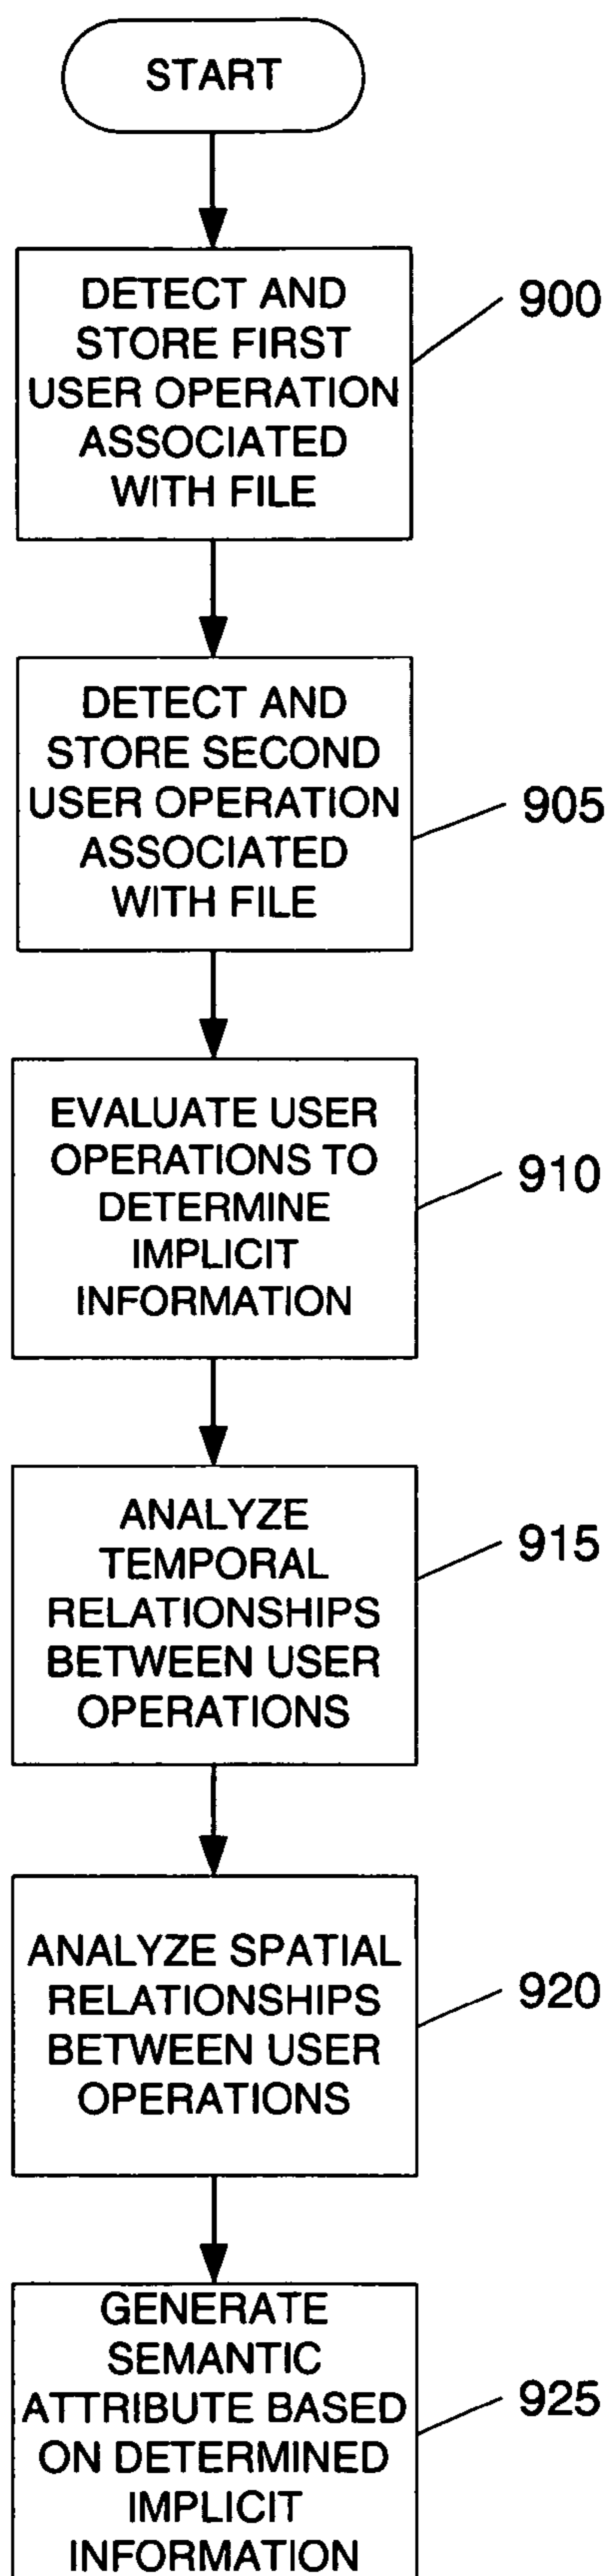 START
DETECT AND
STORE FIRST
USER OPERATION
ASSOCIATED
WITH FILE
900
DETECT AND
STORE SECOND
USER OPERATION
ASSOCIATED
WITH FILE
905
EVALUATE USER
OPERATIONS TO
DETERMINE
IMPLICIT
INFORMATION
910
ANALYZE
TEMPORAL
RELATIONSHIPS
BETWEEN USER
OPERATIONS
915
ANALYZE SPATIAL
RELATIONSHIPS
BETWEEN USER
OPERATIONS
920
GENERATE
SEMANTIC
ATTRIBUTE BASED
ON DETERMINED
IMPLICIT
INFORMATION
925